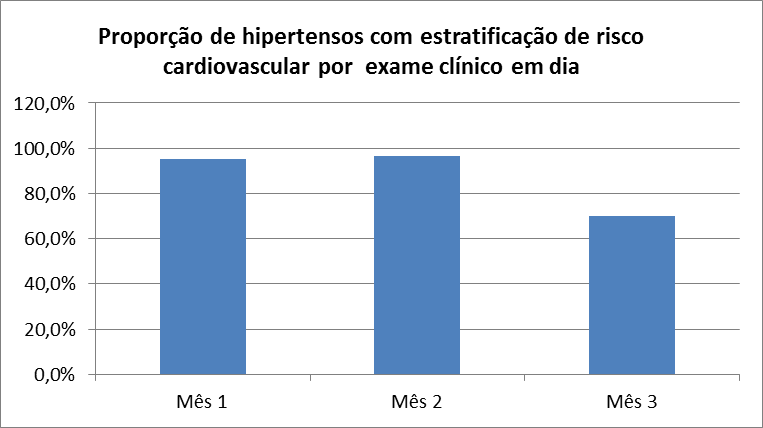 Proporção de hipertensos com estratificação de risco
cardiovascular por  exame clínico em dia
120,0%
100,0%
80,0%
60,0%
40,0%
20,0%
0,0%
Mês 1
Mês 2
Mês 3